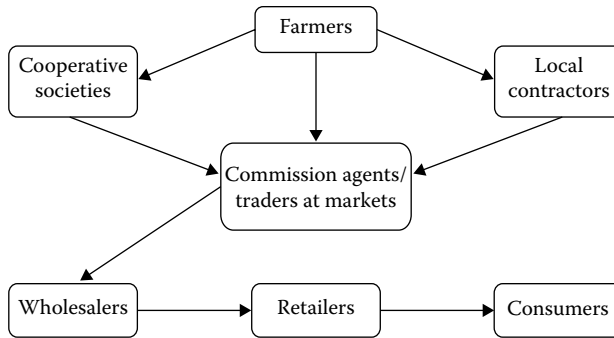 Farmers
Cooperative
societies
Local
contractors
Commission agents/
traders at markets
Wholesalers
Retailers
Consumers